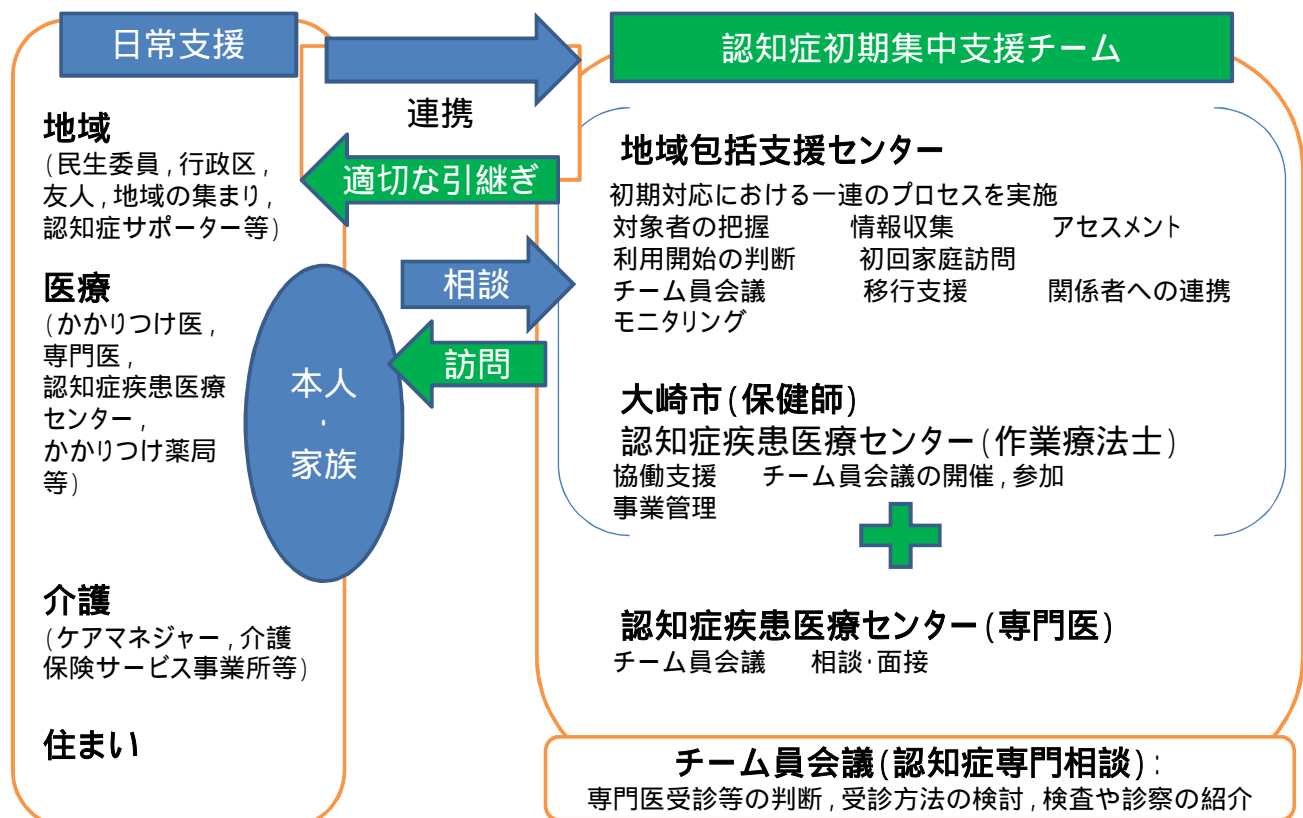 日常支援
地域
(民生委員,行政区,
友人,地域の集まり,
認知症サポーター等)
医療
(かかりつけ医,
専門医,
認知症疾患医療
センター,
かかりつけ薬局
等)
介護
(ケアマネジャー,介護
保険サービス事業所等)
住まい
本人
・
家族
連携
適切な引継ぎ
相談
訪問
認知症初期集中支援チーム
地域包括支援センター
初期対応における一連のプロセスを実施
対象者の把握 情報収集 アセスメント
利用開始の判断 初回家庭訪問
チーム員会議 移行支援 関係者への連携
モニタリング
大崎市(保健師)
認知症疾患医療センター(作業療法士)
協働支援 チーム員会議の開催,参加
事業管理
認知症疾患医療センター(専門医)
チーム員会議 相談・面接
チーム員会議(認知症専門相談):
専門医受診等の判断,受診方法の検討,検査や診察の紹介